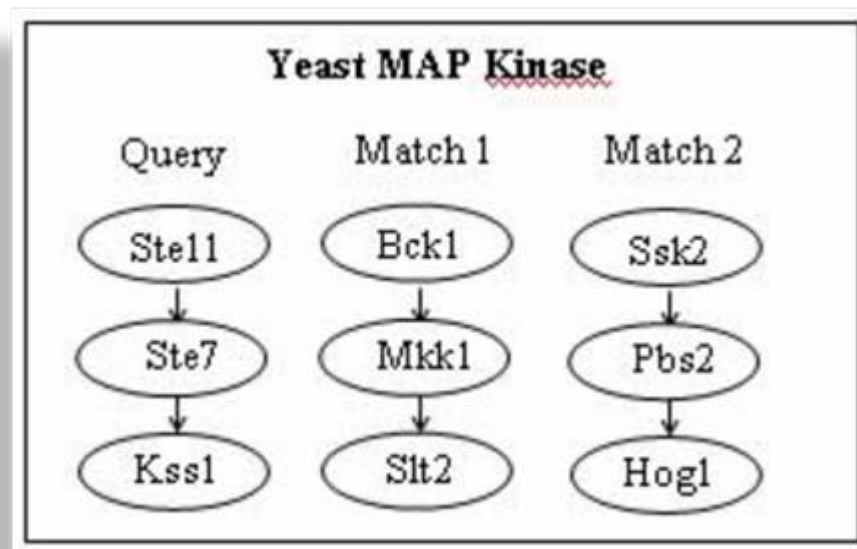 Yeast MAP Kinase
Query Match 1 Match 2
Ste11 Bck1 Ssk2
Ste7 Mkk1 Pbs2
Kss1 Slt2 Hog1